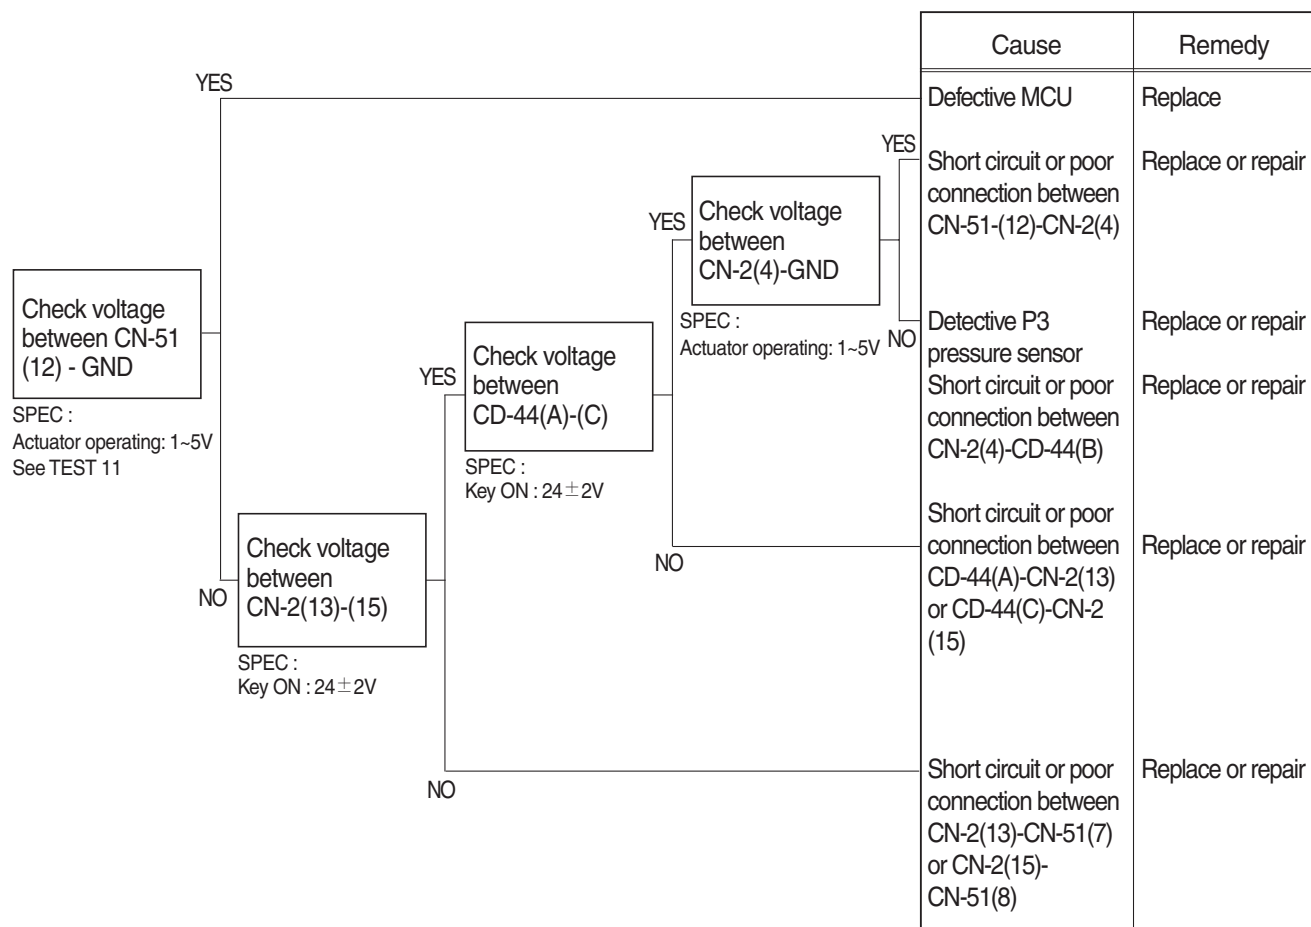 Cause
Remedy
YES
Defective MCU
Replace
YES
Short circuit or poor
connection between
CN-51-(12)-CN-2(4)
Replace or repair
YES
Check voltage
between
CN-2(4)-GND
SPEC :
Actuator operating: 1~5V
NO
Detective P3
pressure sensor
Replace or repair
Short circuit or poor
connection between
CN-2(4)-CD-44(B)
Replace or repair
Check voltage
between CN-51
(12) - GND
SPEC :
Actuator operating: 1~5V
See TEST 11
YES
Check voltage
between
CD-44(A)-(C)
SPEC :
Key ON : 24±2V
NO
Short circuit or poor
connection between
CD-44(A)-CN-2(13)
or CD-44(C)-CN-2
(15)
Replace or repair
NO
Check voltage
between
CN-2(13)-(15)
SPEC :
Key ON : 24±2V
NO
Short circuit or poor
connection between
CN-2(13)-CN-51(7)
or CN-2(15)-
CN-51(8)
Replace or repair